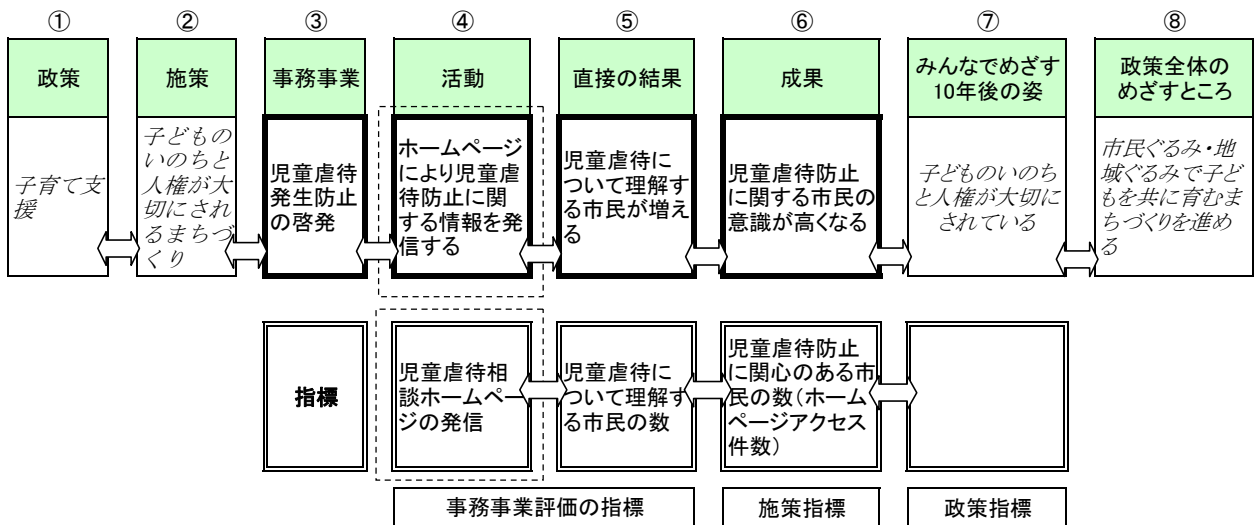 ①
②
③
④
⑤
⑥
⑦
⑧
政策
施策
事務事業
活動
直接の結果
成果
みんなでめざす
10年後の姿
政策全体の
めざすところ
子育て支
援
子どもの
いのちと
人権が大
切にされ
るまちづ
くり
児童虐待
発生防止
の啓発
ホームページ
により児童虐
待防止に関
する情報を発
信する
児童虐待に
ついて理解す
る市民が増え
る
児童虐待防止
に関する市民の
意識が高くなる
子どものいのち
と人権が大切に
されている
市民ぐるみ・地
域ぐるみで子ど
もを共に育むま
ちづくりを進め
る
指標
児童虐待相
談ホームペー
ジの発信
児童虐待に
ついて理解す
る市民の数
児童虐待防止
に関心のある市
民の数(ホーム
ページアクセス
件数)
事務事業評価の指標
施策指標
政策指標